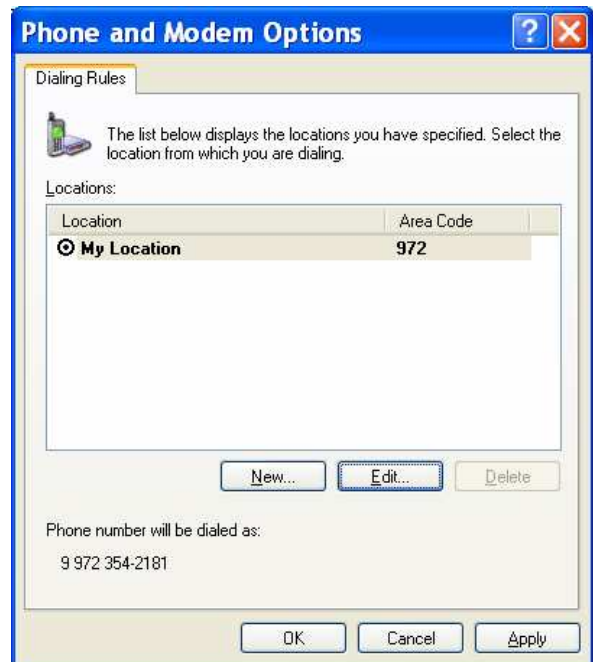 Phone and Modem Options
Dialing Rules
The list below displays the locations you have specified. Select the
location from which you are dialing.
Locations:
Location Area Code
My Location 972
New... Edit... Delete
Phone number will be dialed as:
9 972 354-2181
OK Cancel Apply